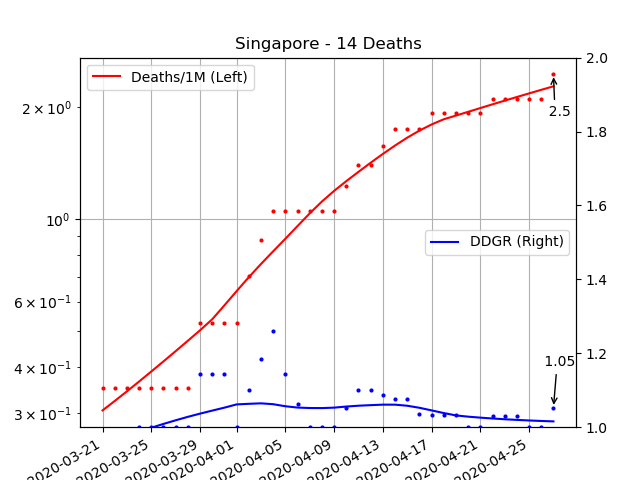 Singapore - 14 Deaths
Deaths/1M (Left)
DDGR (Right)
2.5
1.05
2 × 10⁰
10⁰
6 × 10⁻¹
4 × 10⁻¹
3 × 10⁻¹
2.0
1.8
1.6
1.4
1.2
1.0
2020-03-21
2020-03-25
2020-03-29
2020-04-01
2020-04-05
2020-04-09
2020-04-13
2020-04-17
2020-04-21
2020-04-25